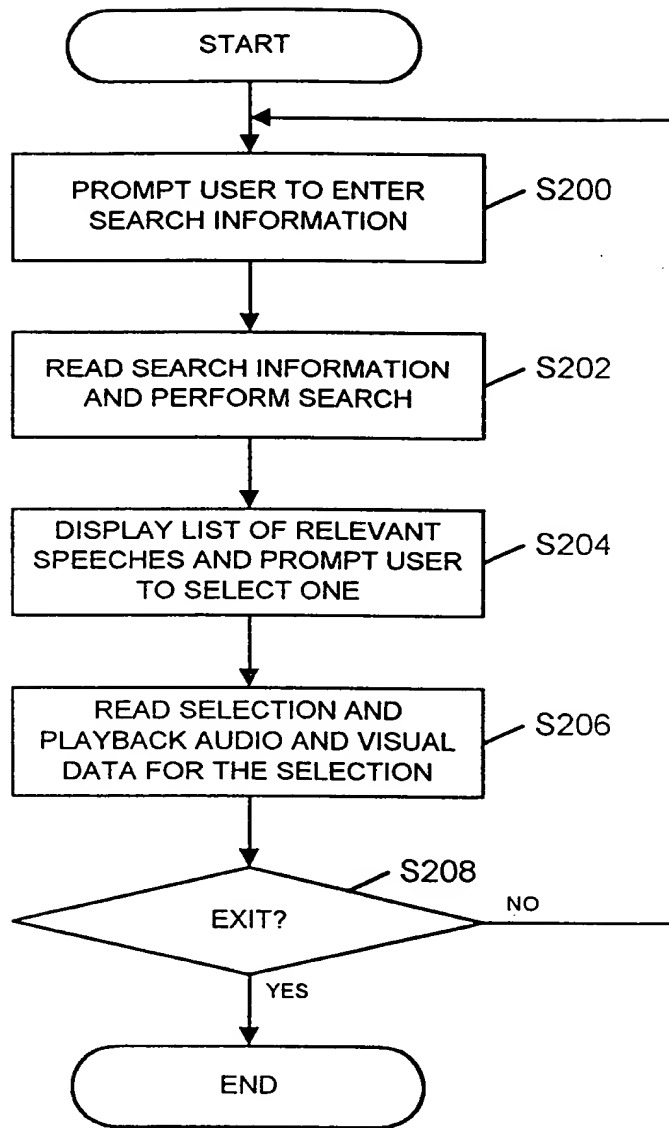 START
PROMPT USER TO ENTER
SEARCH INFORMATION
S200
READ SEARCH INFORMATION
AND PERFORM SEARCH
S202
DISPLAY LIST OF RELEVANT
SPEECHES AND PROMPT USER
TO SELECT ONE
S204
READ SELECTION AND
PLAYBACK AUDIO AND VISUAL
DATA FOR THE SELECTION
S206
S208
EXIT?
NO
YES
END